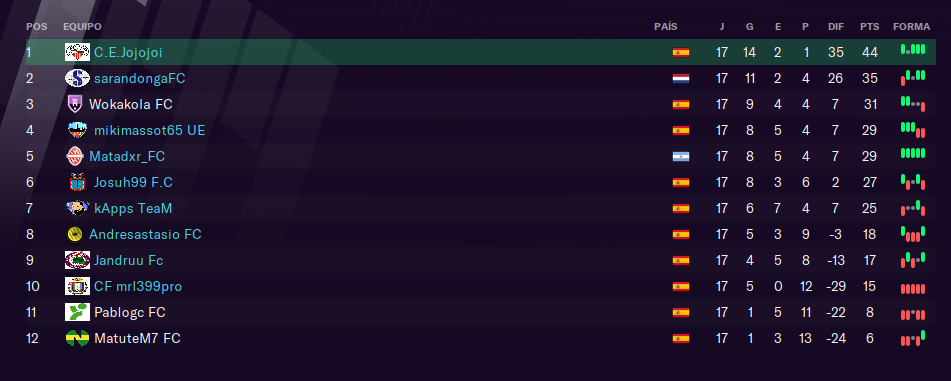 POS EQUIPO PAÍS J G E P DIF PTS FORMA
1 C.E.Jojojoi 17 14 2 1 35 44
2 sarandongaFC 17 11 2 4 26 35
3 Wokakola FC 17 9 4 4 7 31
4 mikimassot65 UE 17 8 5 4 7 29
5 Matadxr_FC 17 8 5 4 7 29
6 Josuh99 F.C 17 8 3 6 2 27
7 kApps TeaM 17 6 7 4 7 25
8 Andresastasio FC 17 5 3 9 -3 18
9 Jandruu Fc 17 4 5 8 -13 17
10 CF mrl399pro 17 5 0 12 -29 15
11 Pablogc FC 17 1 5 11 -22 8
12 MatuteM7 FC 17 1 3 13 -24 6